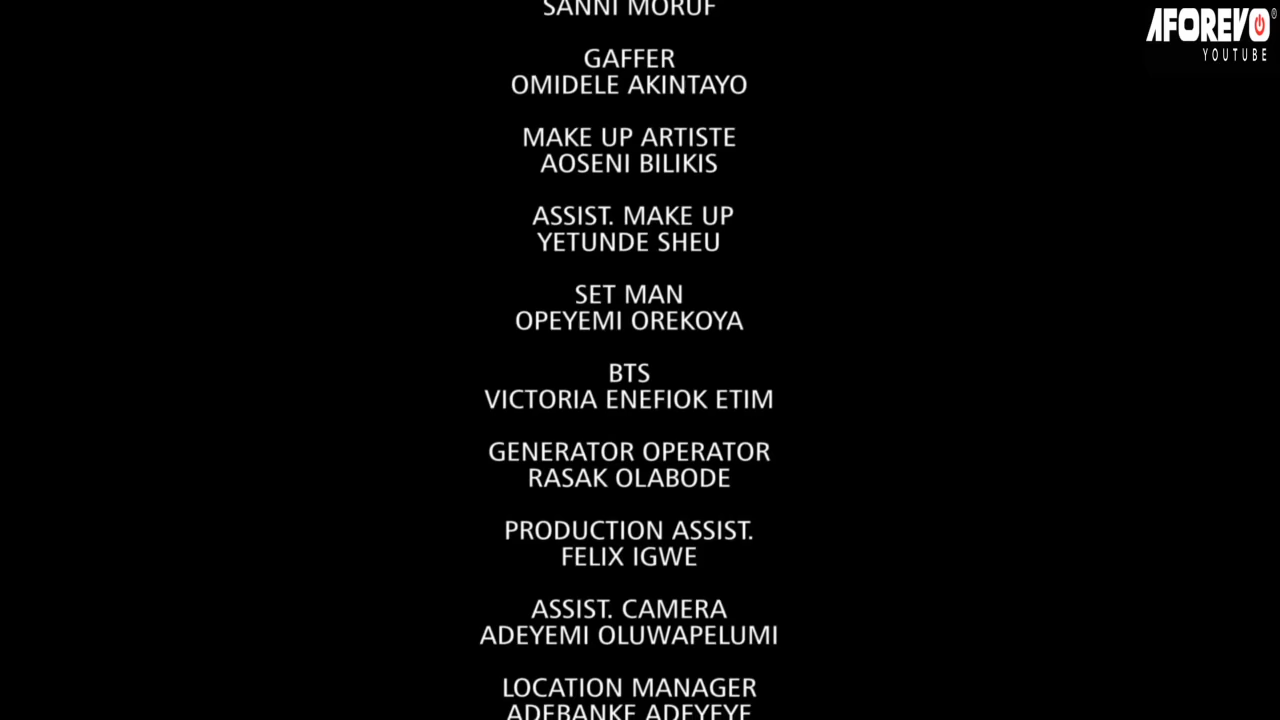 SANNI MORUF
GAFFER
OMIDELE AKINTAYO
MAKE UP ARTISTE
AOSENI BILIKIS
ASSIST. MAKE UP
YETUNDE SHEU
SET MAN
OPEYEMI OREKOYA
BTS
VICTORIA ENEFIOK ETIM
GENERATOR OPERATOR
RASAK OLABODE
PRODUCTION ASSIST.
FELIX IGWE
ASSIST. CAMERA
ADEYEMI OLUWAPELUMI
LOCATION MANAGER
ADEBANKE ADEYEYE
AFOREVO®
YOUTUBE